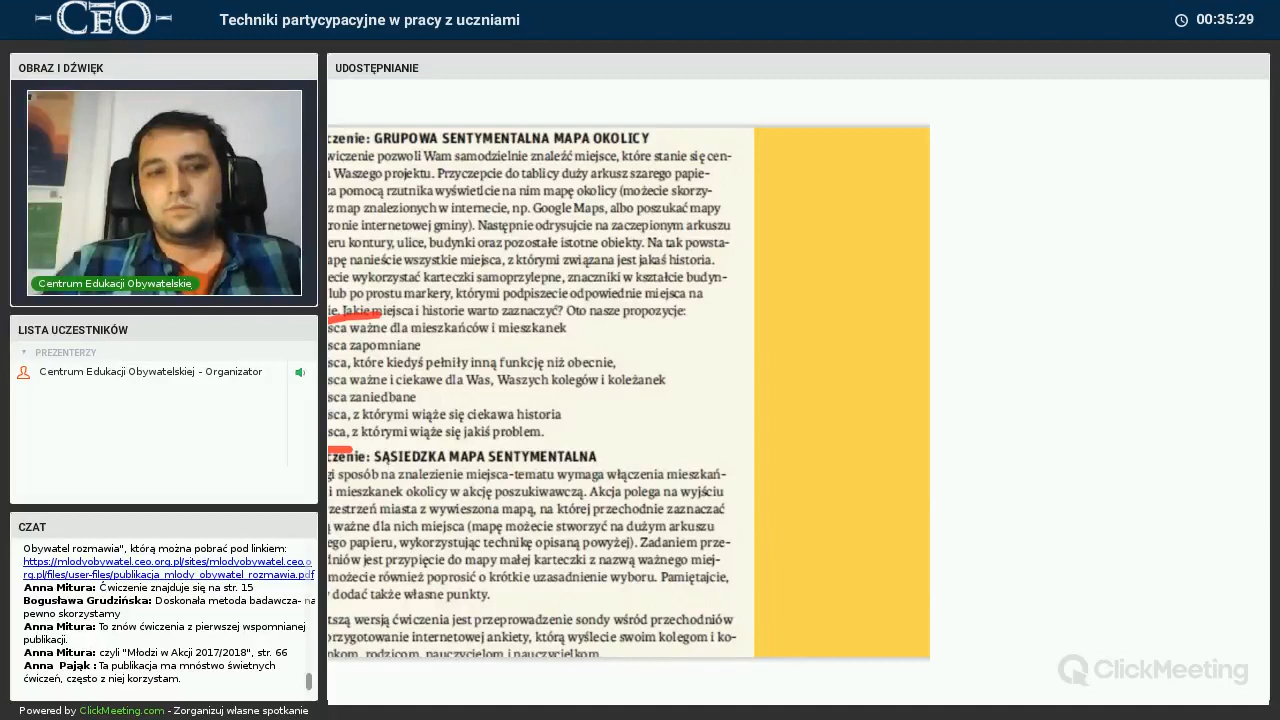 CEO
Techniki partycypacyjne w pracy z uczniami
00:35:29
OBRAZ I DŹWIĘK
Centrum Edukacji Obywatelskie
LISTA UCZESTNIKÓW
PREZENTERZY
Centrum Edukacji Obywatelskiej - Organizator
CZAT
Obywatel rozmawia", którą można pobrać pod linkiem:
https://mlodyobywatel.ceo.org.pl/sites/mlodyobywatel.ceo.o
rg.pl/files/user-files/publikacja_mlody_obywatel_rozmawia.pdf
Anna Mitura: Ćwiczenie znajduje się na str. 15
Bogusława Grudzińska: Doskonała metoda badawcza- na
pewno skorzystamy
Anna Mitura: To znów ćwiczenia z pierwszej wspomnianej
publikacji.
Anna Mitura: czyli "Młodzi w Akcji 2017/2018", str. 66
Anna Pająk : Ta publikacja ma mnóstwo świetnych
ćwiczeń, często z niej korzystam.
Powered by ClickMeeting.com - Zorganizuj własne spotkanie
UDOSTĘPNIANIE
czenie: GRUPOWA SENTYMENTALNA MAPA OKOLICY
wiczenie pozwoli Wam samodzielnie znaleźć miejsce, które stanie się cen-
Waszego projektu. Przyczepcie do tablicy duży arkusz szarego papie-
za pomocą rzutnika wyświetlcie na nim mapę okolicy (możecie skorzy-
z map znalezionych w internecie, np. Google Maps, albo poszukać mapy
ronie internetowej gminy). Następnie odrysujcie na zaczepionym arkuszu
eru kontury, ulice, budynki oraz pozostałe istotne obiekty. Na tak powsta-
apę nanieście wszystkie miejsca, z którymi związana jest jakaś historia.
ecie wykorzystać karteczki samoprzylepne, znaczniki w kształcie budyn-
lub po prostu markery, którymi podpiszecie odpowiednie miejsca na
ie. Jakie miejsca i historie warto zaznaczyć? Oto nasze propozycje:
sca ważne dla mieszkańców i mieszkanek
sca zapomniane
sca, które kiedyś pełniły inną funkcję niż obecnie,
sca ważne i ciekawe dla Was, Waszych kolegów i koleżanek
sca zaniedbane
sca, z którymi wiąże się ciekawa historia
sca, z którymi wiąże się jakiś problem.
czenie: SĄSIEDZKA MAPA SENTYMENTALNA
gi sposób na znalezienie miejsca-tematu wymaga włączenia mieszkań-
i mieszkanek okolicy w akcję poszukiwawczą. Akcja polega na wyjściu
rzestrzeń miasta z wywieszona mapą, na której przechodnie zaznaczać
ą ważne dla nich miejsca (mapę możecie stworzyć na dużym arkuszu
ego papieru, wykorzystując technikę opisaną powyżej). Zadaniem prze-
dniów jest przypięcie do mapy małej karteczki z nazwą ważnego miej-
możecie również poprosić o krótkie uzasadnienie wyboru. Pamiętajcie,
dodać także własne punkty.
tszą wersją ćwiczenia jest przeprowadzenie sondy wśród przechodniów
przygotowanie internetowej ankiety, którą wyślecie swoim kolegom i ko-
nkom, rodzicom, nauczycielom i nauczycielkom.
ClickMeeting